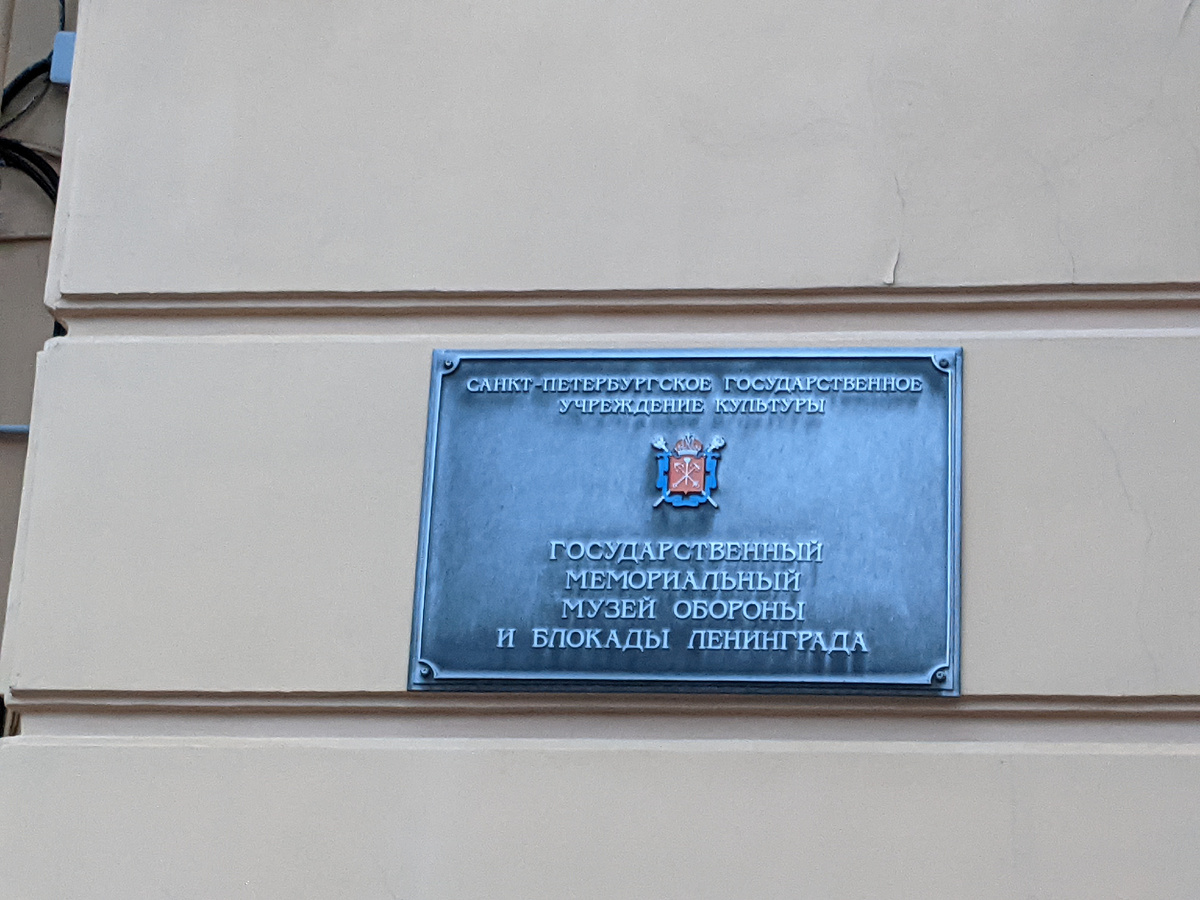 САНКТ-ПЕТЕРБУРГСКОЕ ГОСУДАРСТВЕННОЕ
УЧРЕЖДЕНИЕ КУЛЬТУРЫ
ГОСУДАРСТВЕННЫЙ
МЕМОРИАЛЬНЫЙ
МУЗЕЙ ОБОРОНЫ
И БЛОКАДЫ ЛЕНИНГРАДА